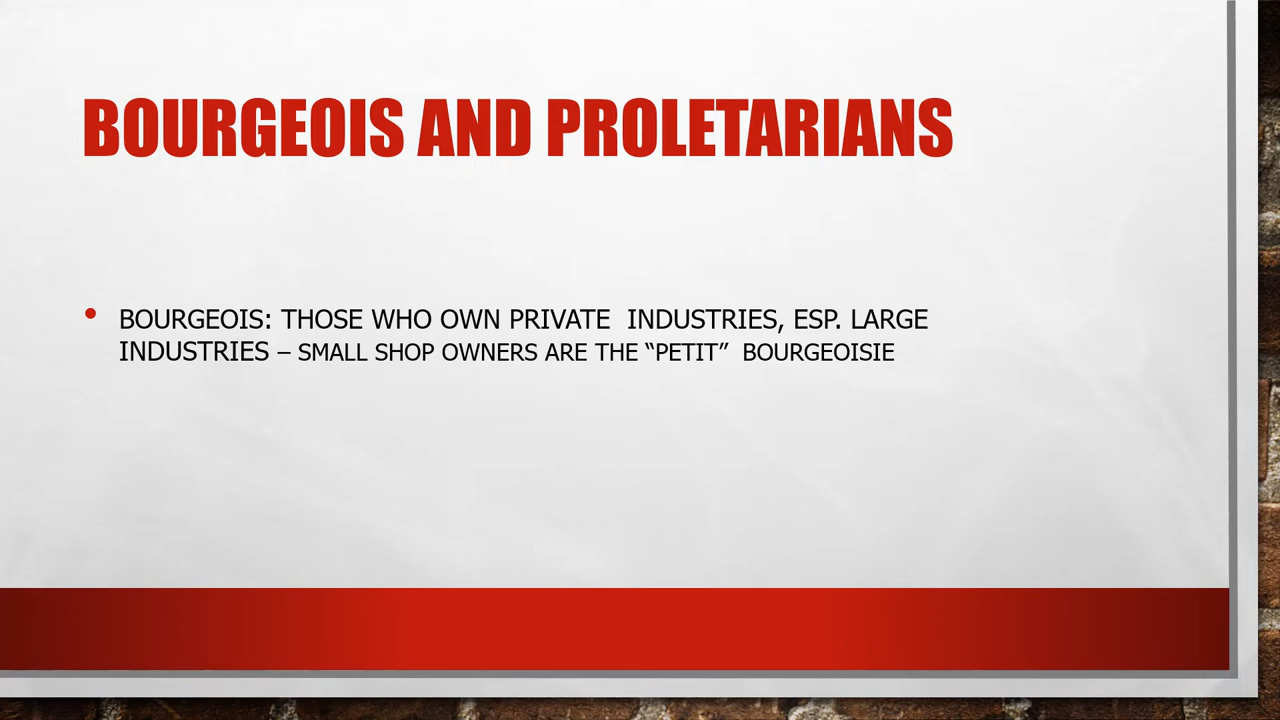 BOURGEOIS AND PROLETARIANS
• BOURGEOIS: THOSE WHO OWN PRIVATE  INDUSTRIES, ESP. LARGE
INDUSTRIES – SMALL SHOP OWNERS ARE THE “PETIT”  BOURGEOISIE